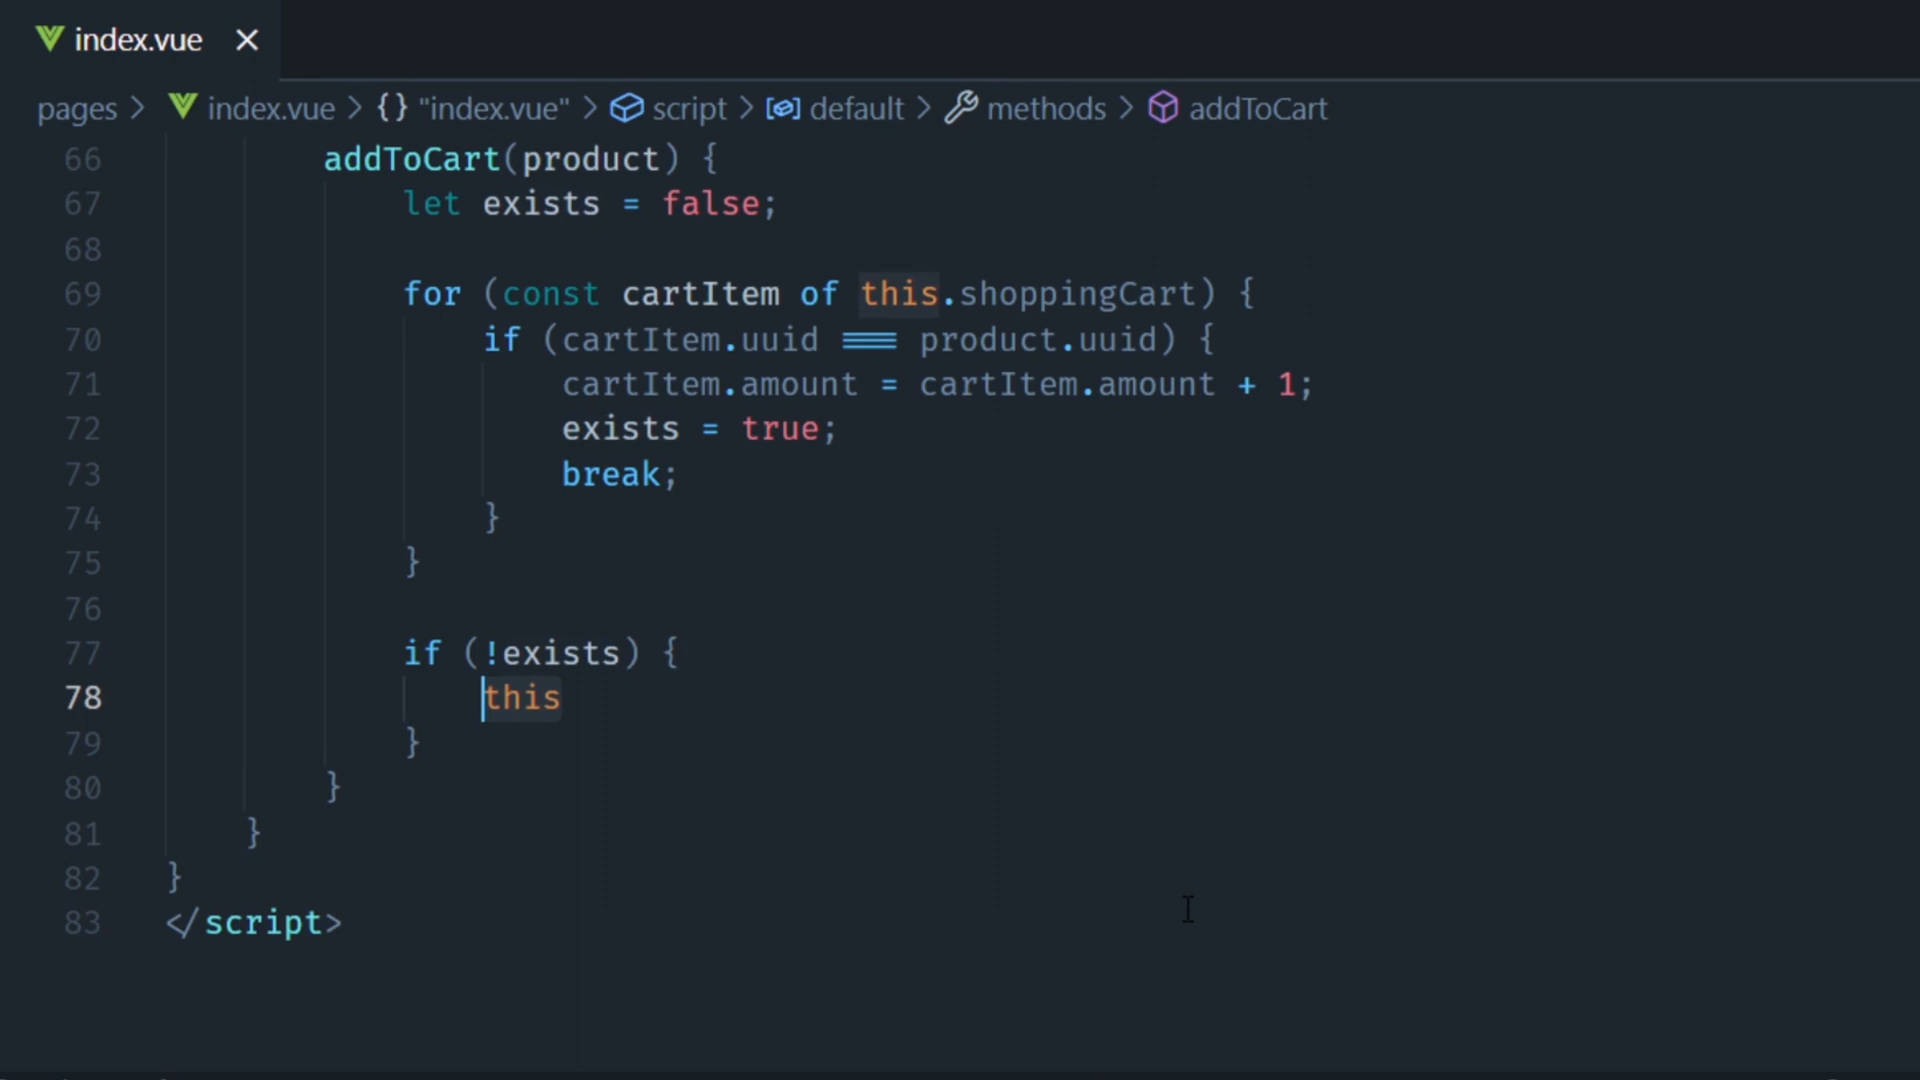 index.vue
pages > index.vue > {} "index.vue" > script > default > methods > addToCart
66 addToCart(product) {
67 let exists = false;
68
69 for (const cartItem of this.shoppingCart) {
70 if (cartItem.uuid === product.uuid) {
71 cartItem.amount = cartItem.amount + 1;
72 exists = true;
73 break;
74 }
75 }
76
77 if (!exists) {
78 this
79 }
80 }
81 }
82 }
83 </script>